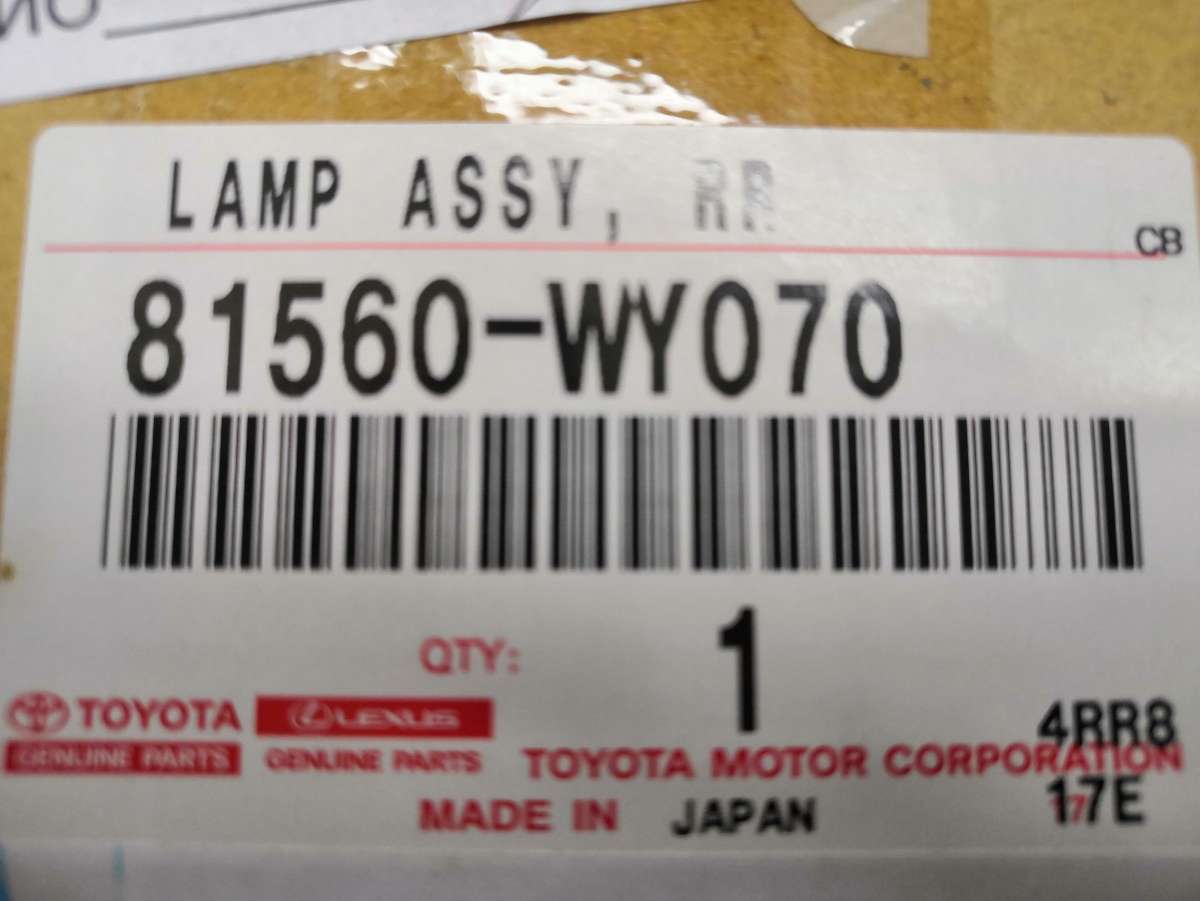 LAMP ASSY, RR
CB
81560-WY070
QTY: 1
TOYOTA LEXUS
GENUINE PARTS GENUINE PARTS
4RR8
TOYOTA MOTOR CORPORATION
MADE IN JAPAN
17E